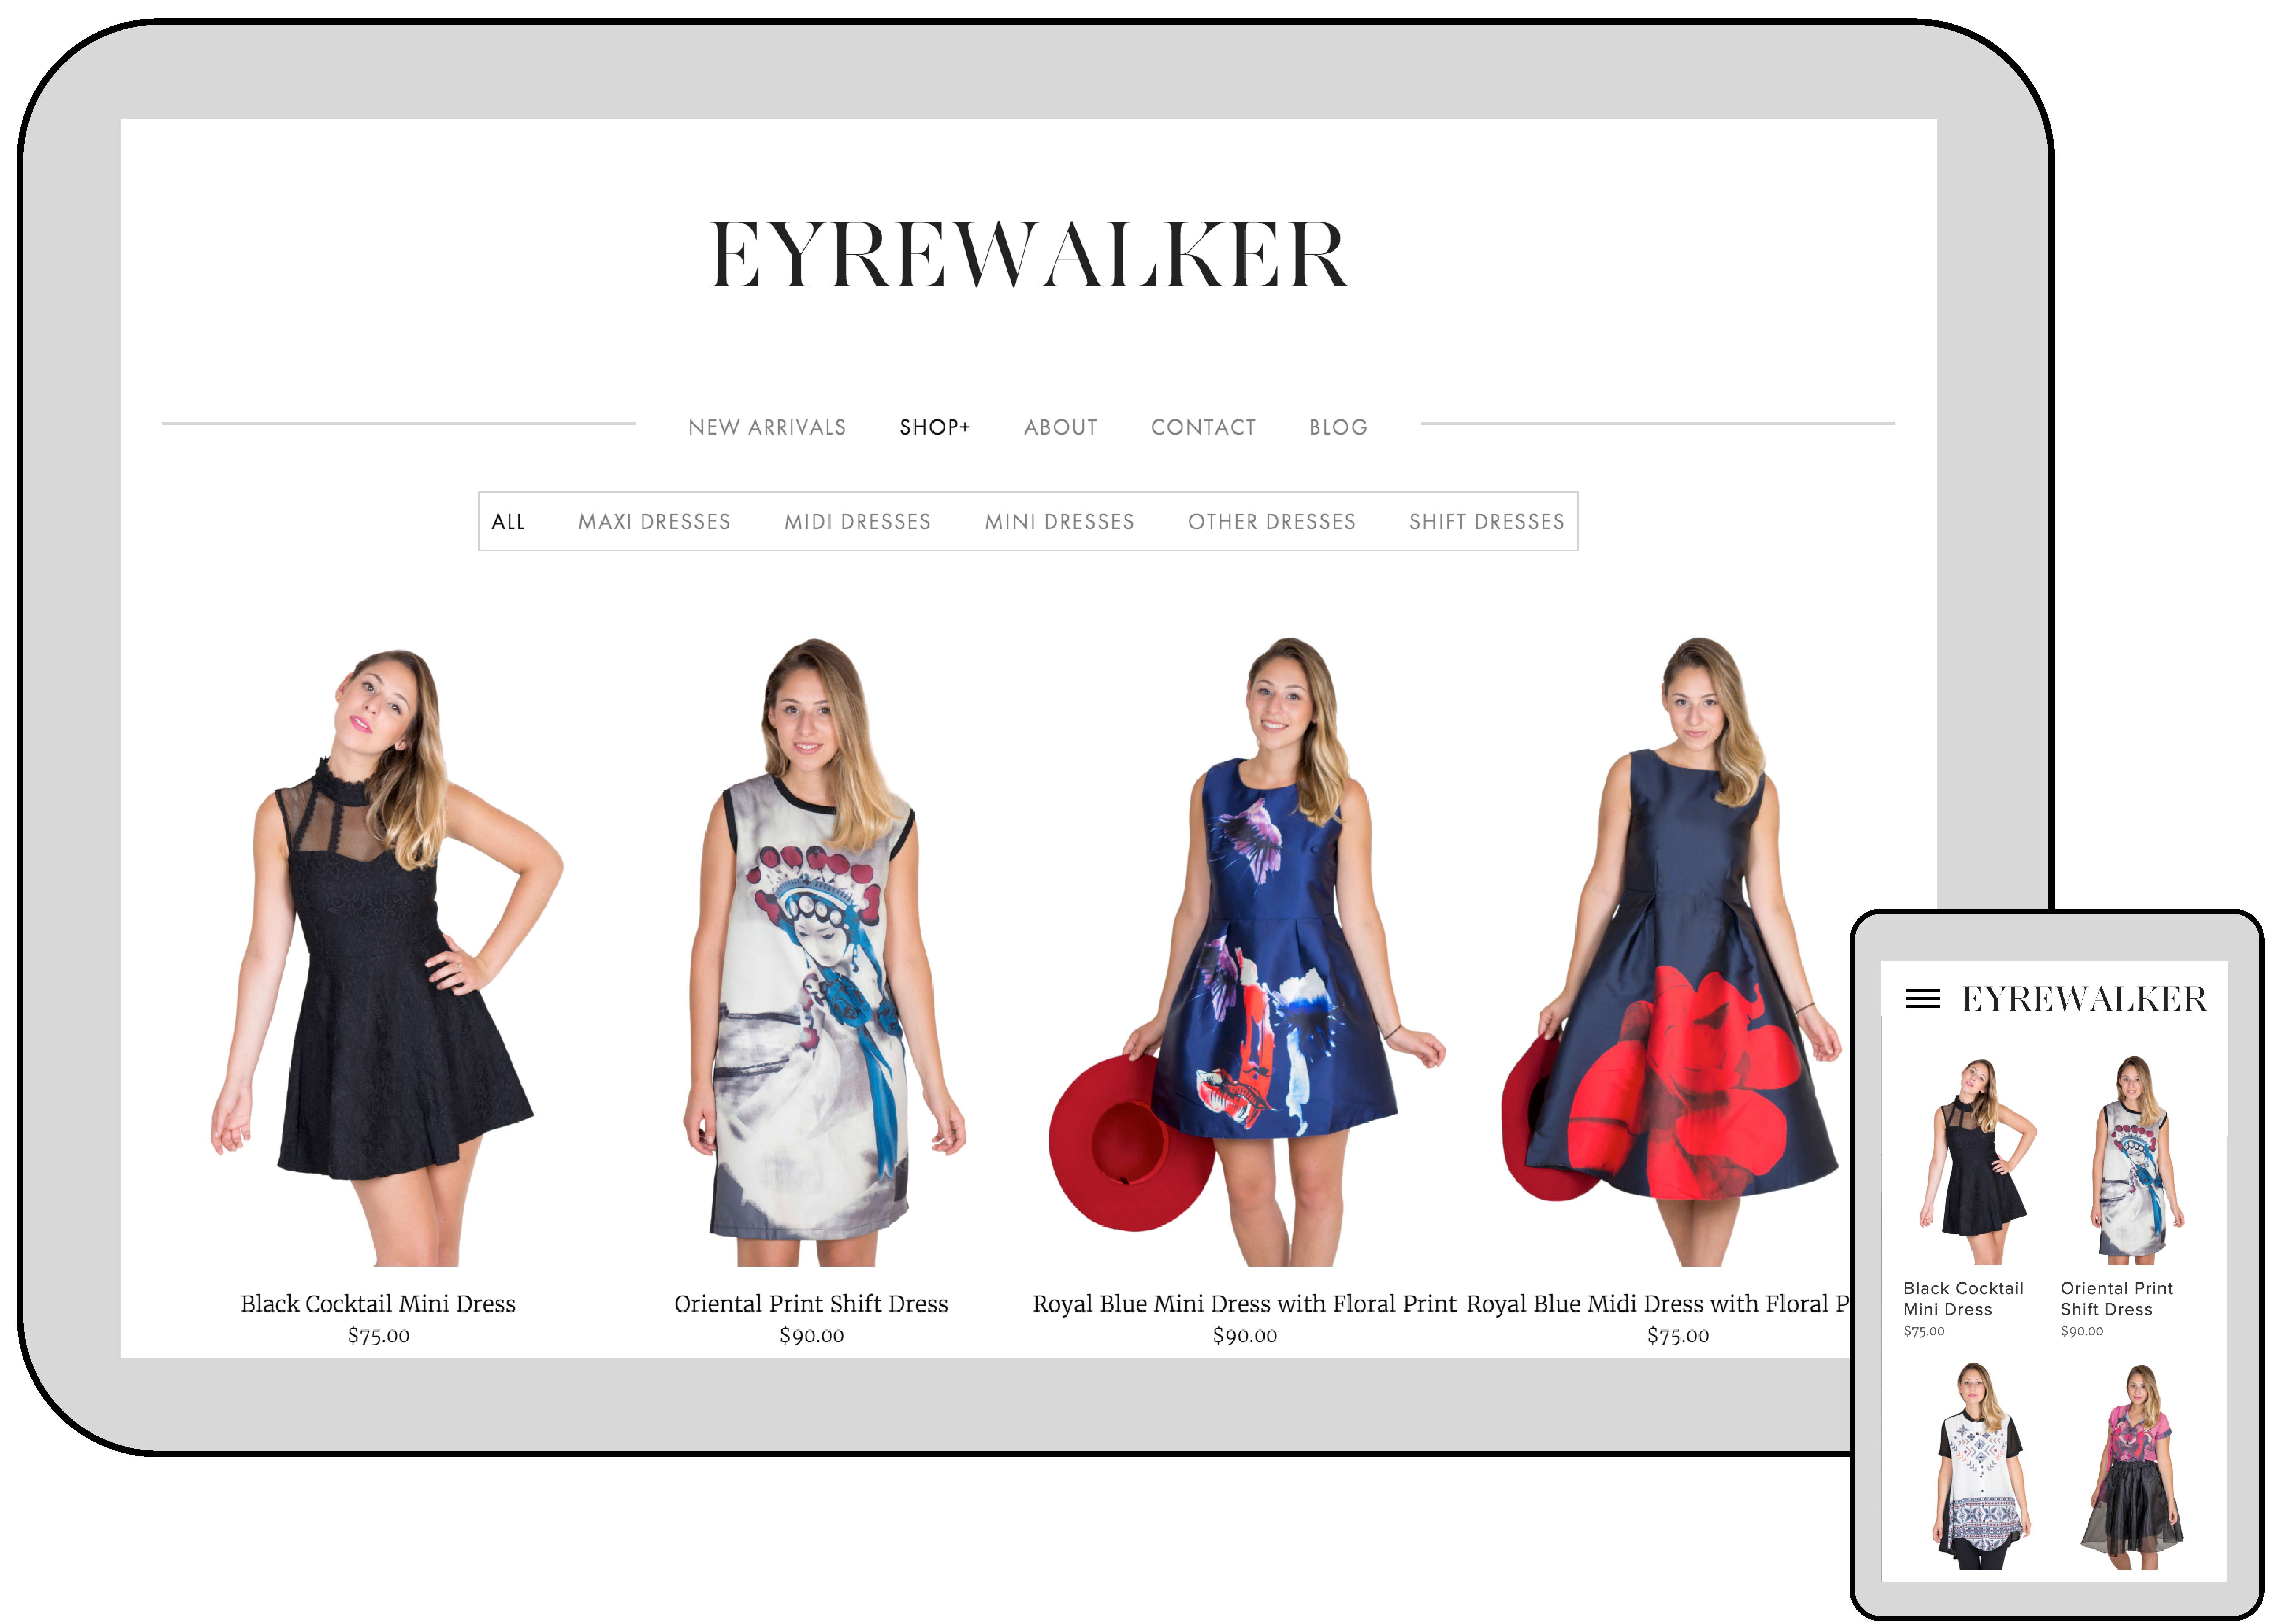 EYREWALKER
NEW ARRIVALS SHOP+ ABOUT CONTACT BLOG
ALL MAXI DRESSES MIDI DRESSES MINI DRESSES OTHER DRESSES SHIFT DRESSES
Black Cocktail Mini Dress
$75.00
Oriental Print Shift Dress
$90.00
Royal Blue Mini Dress with Floral Print
$90.00
Royal Blue Midi Dress with Floral P
$75.00
EYREWALKER
Black Cocktail
Mini Dress
$75.00
Oriental Print
Shift Dress
$90.00